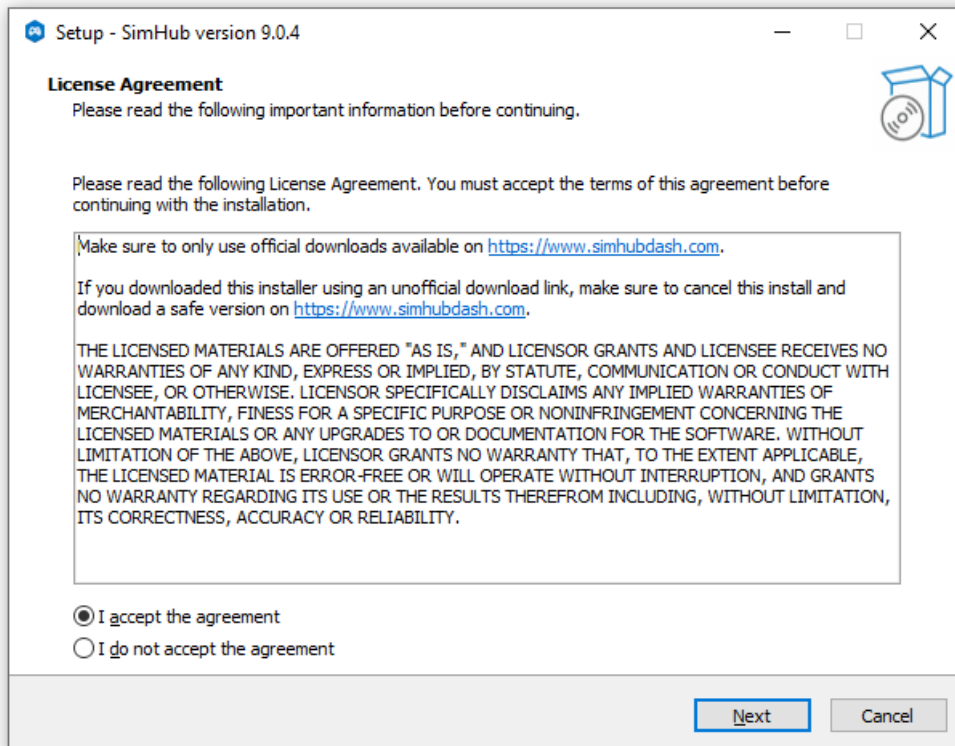 Setup - SimHub version 9.0.4
License Agreement
Please read the following important information before continuing.
Please read the following License Agreement. You must accept the terms of this agreement before
continuing with the installation.
Make sure to only use official downloads available on https://www.simhubdash.com.
If you downloaded this installer using an unofficial download link, make sure to cancel this install and
download a safe version on https://www.simhubdash.com.
THE LICENSED MATERIALS ARE OFFERED "AS IS," AND LICENSOR GRANTS AND LICENSEE RECEIVES NO
WARRANTIES OF ANY KIND, EXPRESS OR IMPLIED, BY STATUTE, COMMUNICATION OR CONDUCT WITH
LICENSEE, OR OTHERWISE. LICENSOR SPECIFICALLY DISCLAIMS ANY IMPLIED WARRANTIES OF
MERCHANTABILITY, FINESS FOR A SPECIFIC PURPOSE OR NONINFRINGEMENT CONCERNING THE
LICENSED MATERIALS OR ANY UPGRADES TO OR DOCUMENTATION FOR THE SOFTWARE. WITHOUT
LIMITATION OF THE ABOVE, LICENSOR GRANTS NO WARRANTY THAT, TO THE EXTENT APPLICABLE,
THE LICENSED MATERIAL IS ERROR-FREE OR WILL OPERATE WITHOUT INTERRUPTION, AND GRANTS
NO WARRANTY REGARDING ITS USE OR THE RESULTS THEREFROM INCLUDING, WITHOUT LIMITATION,
ITS CORRECTNESS, ACCURACY OR RELIABILITY.
I accept the agreement
I do not accept the agreement
Next
Cancel